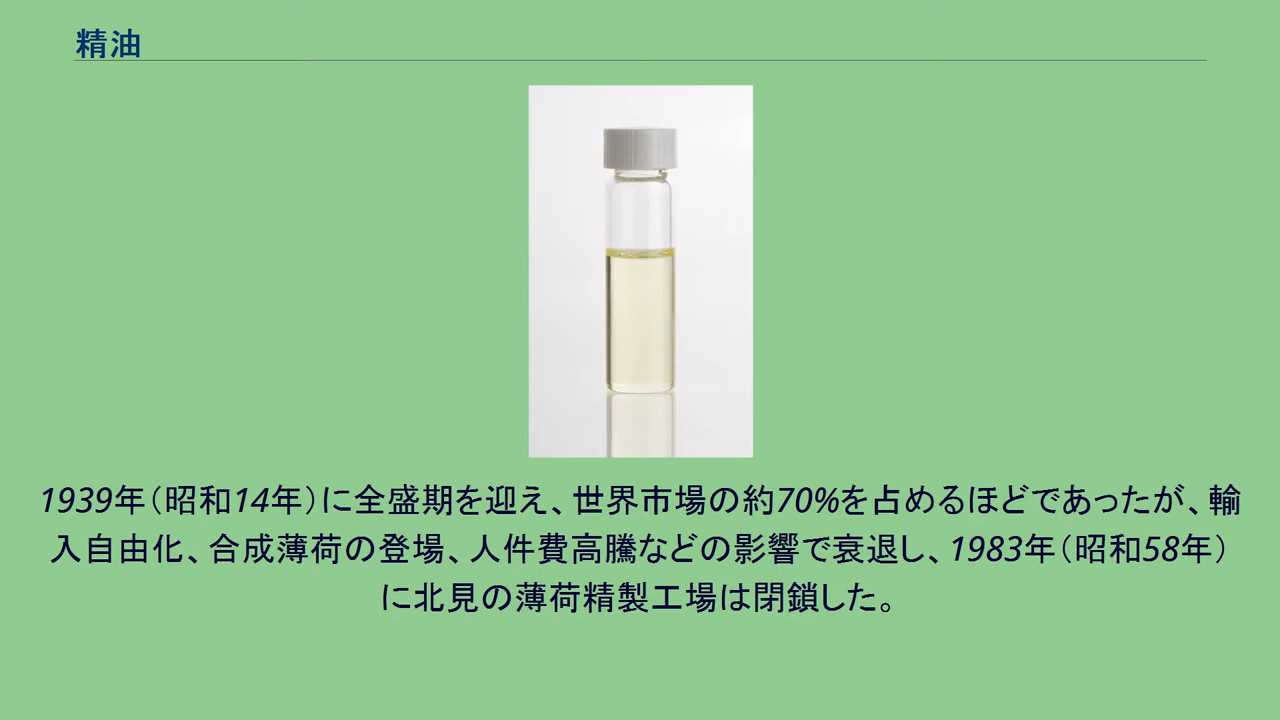 精油
1939年（昭和14年）に全盛期を迎え、世界市場の約70%を占めるほどであったが、輸
入自由化、合成薄荷の登場、人件費高騰などの影響で衰退し、1983年（昭和58年）
に北見の薄荷精製工場は閉鎖した。